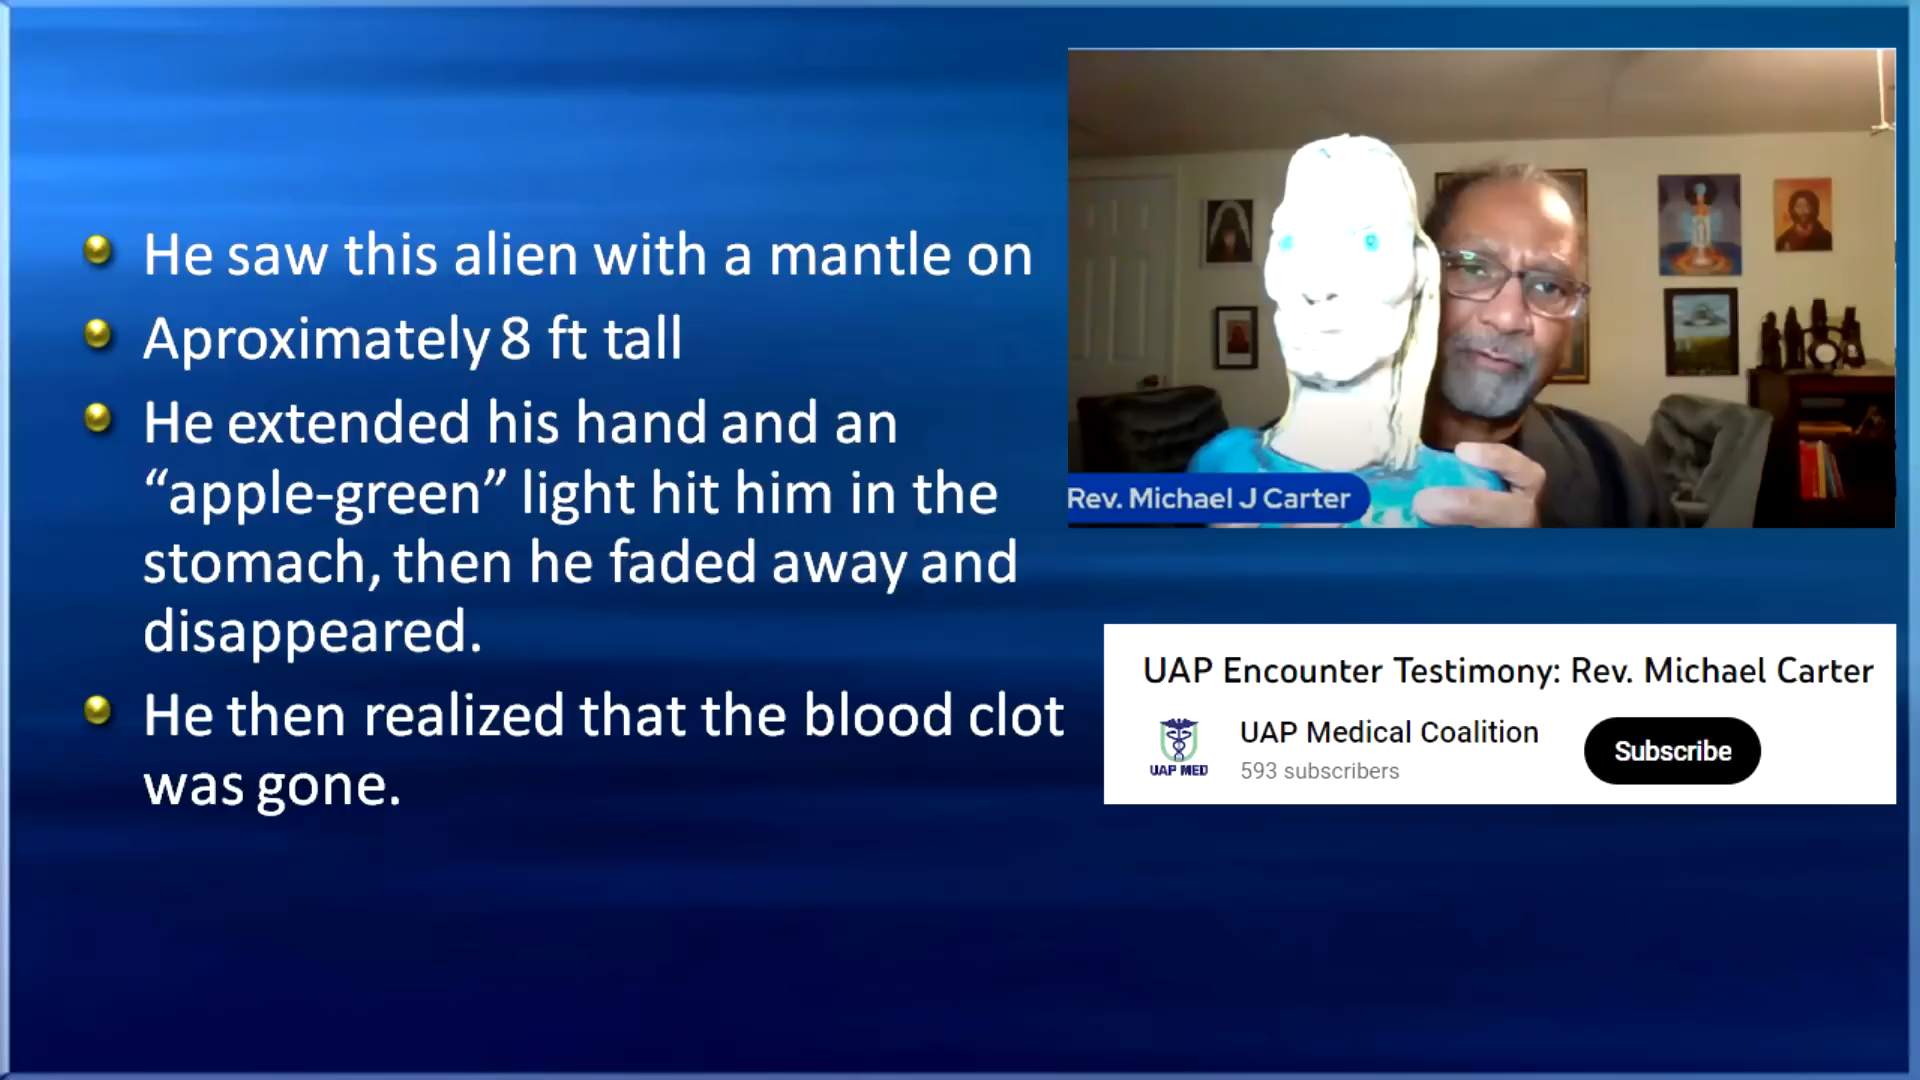 He saw this alien with a mantle on
Aproximately 8 ft tall
He extended his hand and an
“apple-green” light hit him in the
stomach, then he faded away and
disappeared.
He then realized that the blood clot
was gone.
Rev. Michael J Carter
UAP Encounter Testimony: Rev. Michael Carter
UAP MED
UAP Medical Coalition
593 subscribers
Subscribe